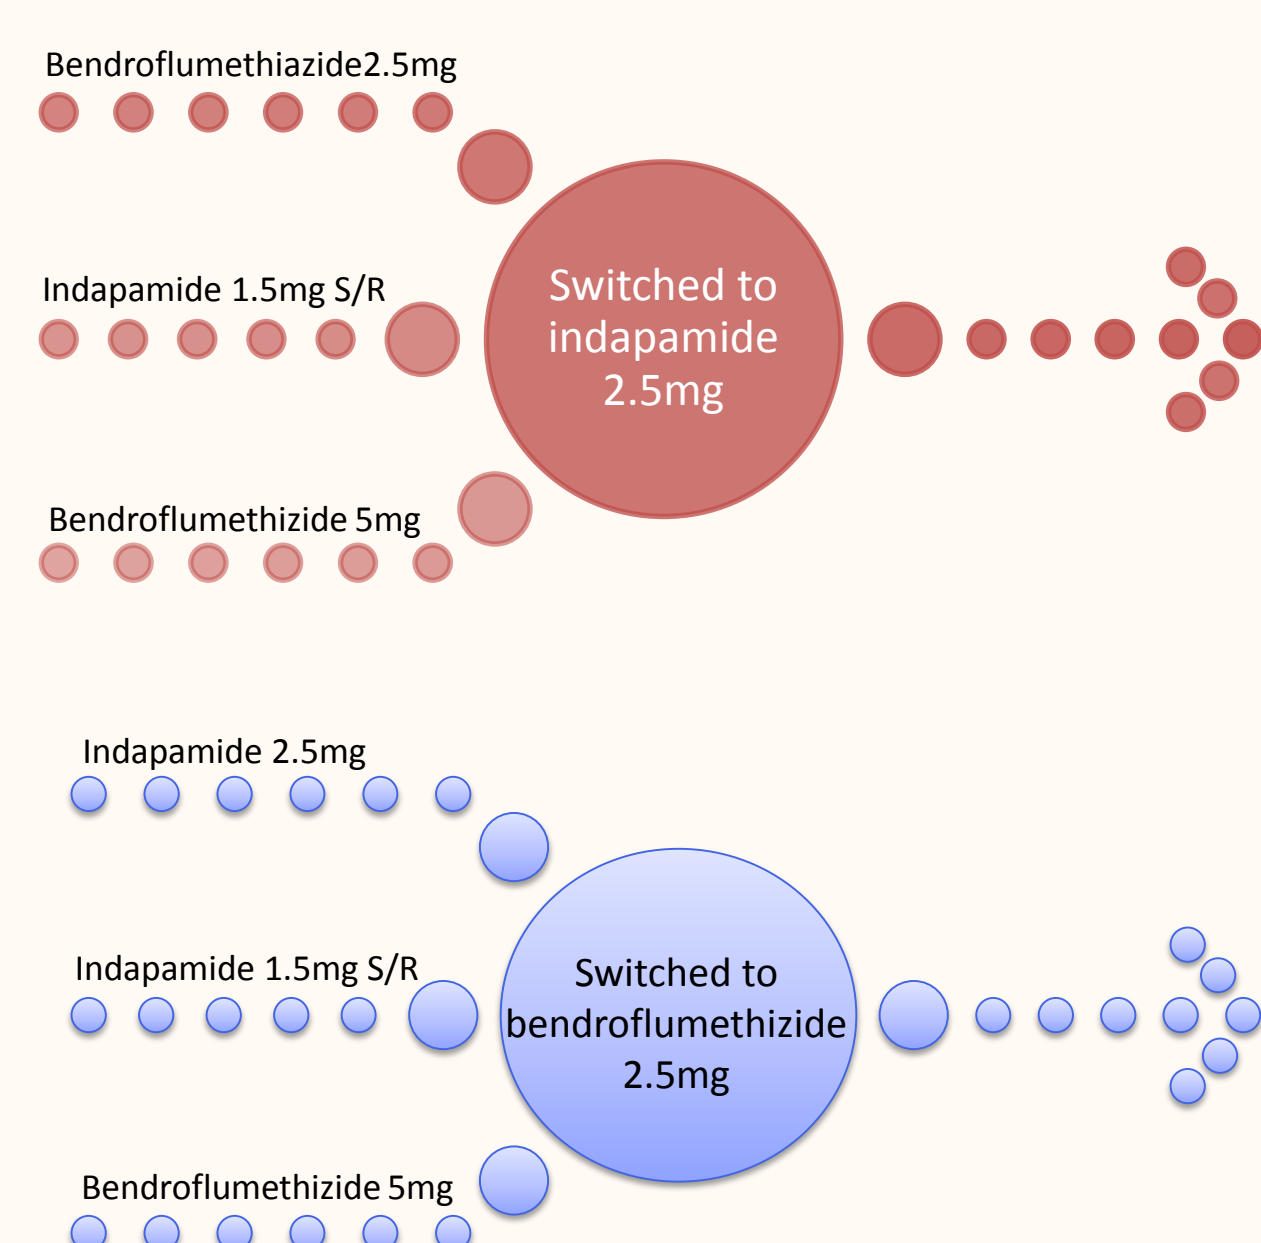 Bendroflumethiazide2.5mg
Indapamide 1.5mg S/R
Switched to
indapamide
2.5mg
Bendroflumethizide 5mg
Indapamide 2.5mg
Indapamide 1.5mg S/R
Switched to
bendroflumethizide
2.5mg
Bendroflumethizide 5mg